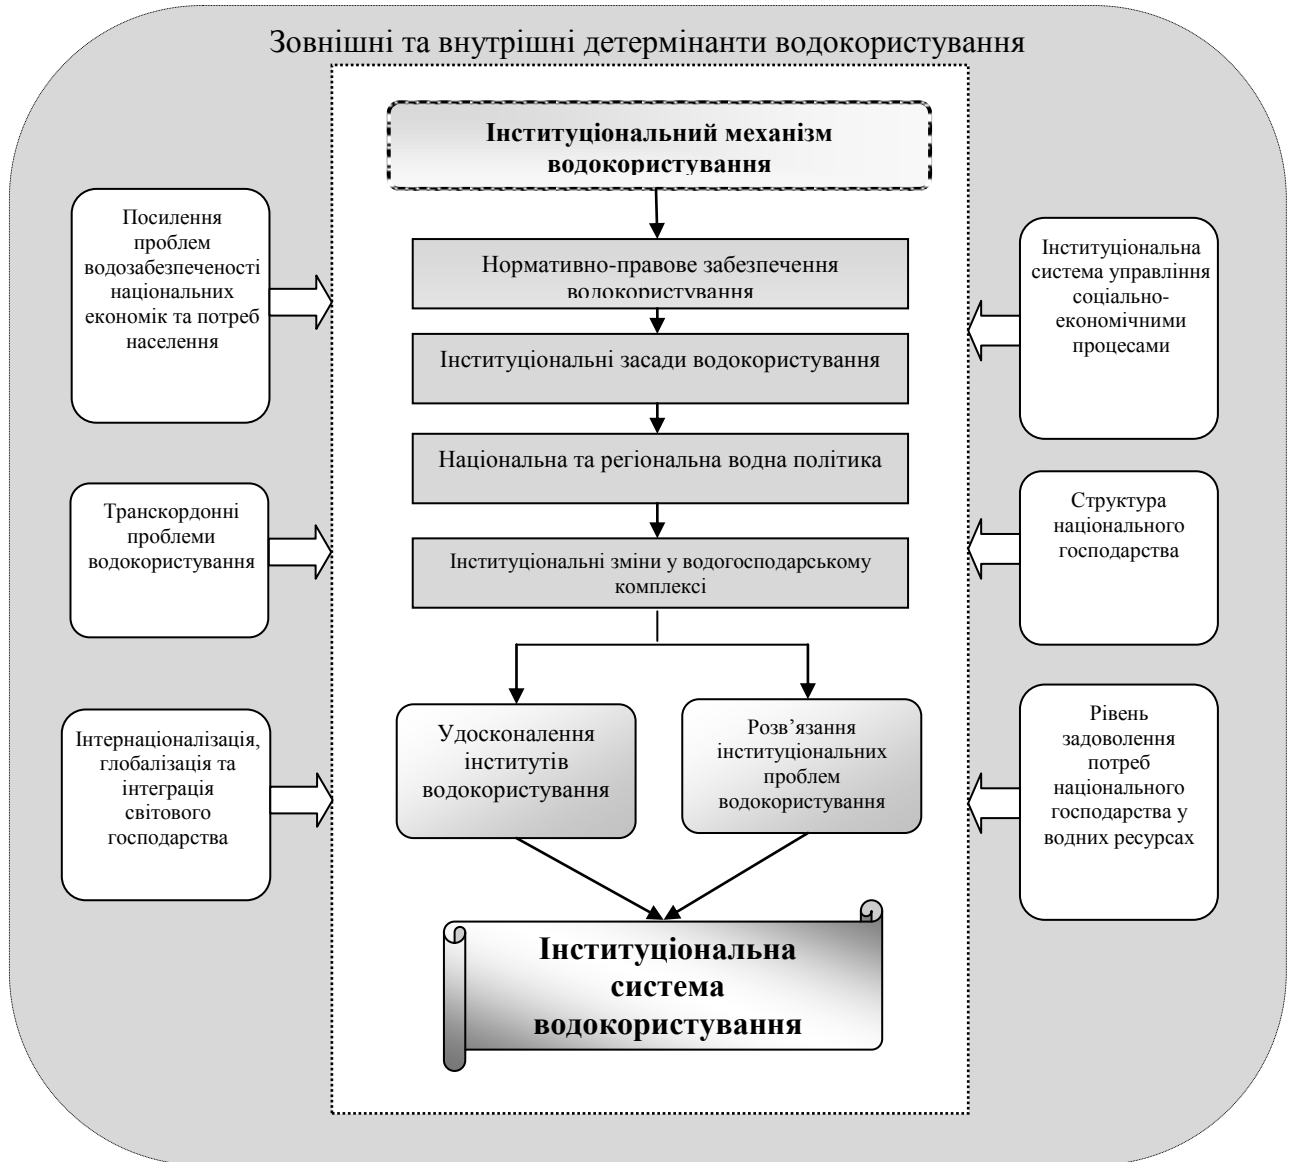 Зовнішні та внутрішні детермінанти водокористування
Інституціональний механізм
водокористування
Нормативно-правове забезпечення
водокористування
Інституціональні засади водокористування
Національна та регіональна водна політика
Інституціональні зміни у водогосподарському
комплексі
Удосконалення
інститутів
водокористування
Розв’язання
інституціональних
проблем
водокористування
Інституціональна
система
водокористування
Посилення
проблем
водозабезпеченості
національних
економік та потреб
населення
Транскордонні
проблеми
водокористування
Інтернаціоналізація,
глобалізація та
інтеграція
світового
господарства
Інституціональна
система управління
соціально-
економічними
процесами
Структура
національного
господарства
Рівень
задоволення
потреб
національного
господарства у
водних ресурсах